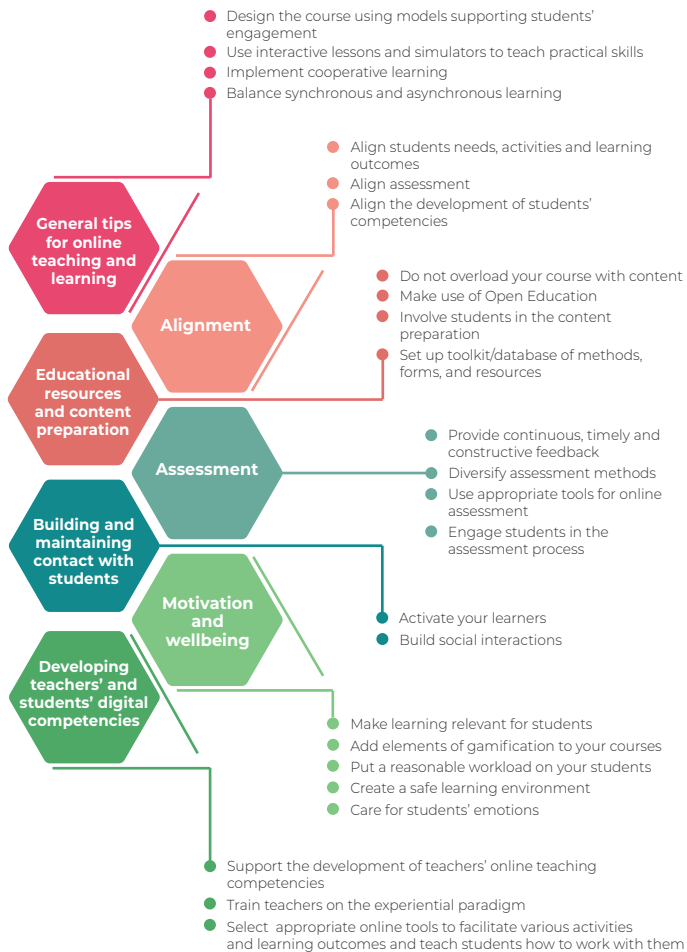 Design the course using models supporting students'
engagement
Use interactive lessons and simulators to teach practical skills
Implement cooperative learning
Balance synchronous and asynchronous learning
General tips
for online
teaching and
learning
Align students needs, activities and learning
outcomes
Align assessment
Align the development of students'
competencies
Alignment
Do not overload your course with content
Make use of Open Education
Involve students in the content
preparation
Set up toolkit/database of methods,
forms, and resources
Educational
resources
and content
preparation
Assessment
Provide continuous, timely and
constructive feedback
Diversify assessment methods
Use appropriate tools for online
assessment
Engage students in the
assessment process
Building and
maintaining
contact with
students
Activate your learners
Build social interactions
Motivation
and
wellbeing
Make learning relevant for students
Add elements of gamification to your courses
Put a reasonable workload on your students
Create a safe learning environment
Care for students' emotions
Developing
teachers' and
students' digital
competencies
Support the development of teachers' online teaching
competencies
Train teachers on the experiential paradigm
Select appropriate online tools to facilitate various activities
and learning outcomes and teach students how to work with them